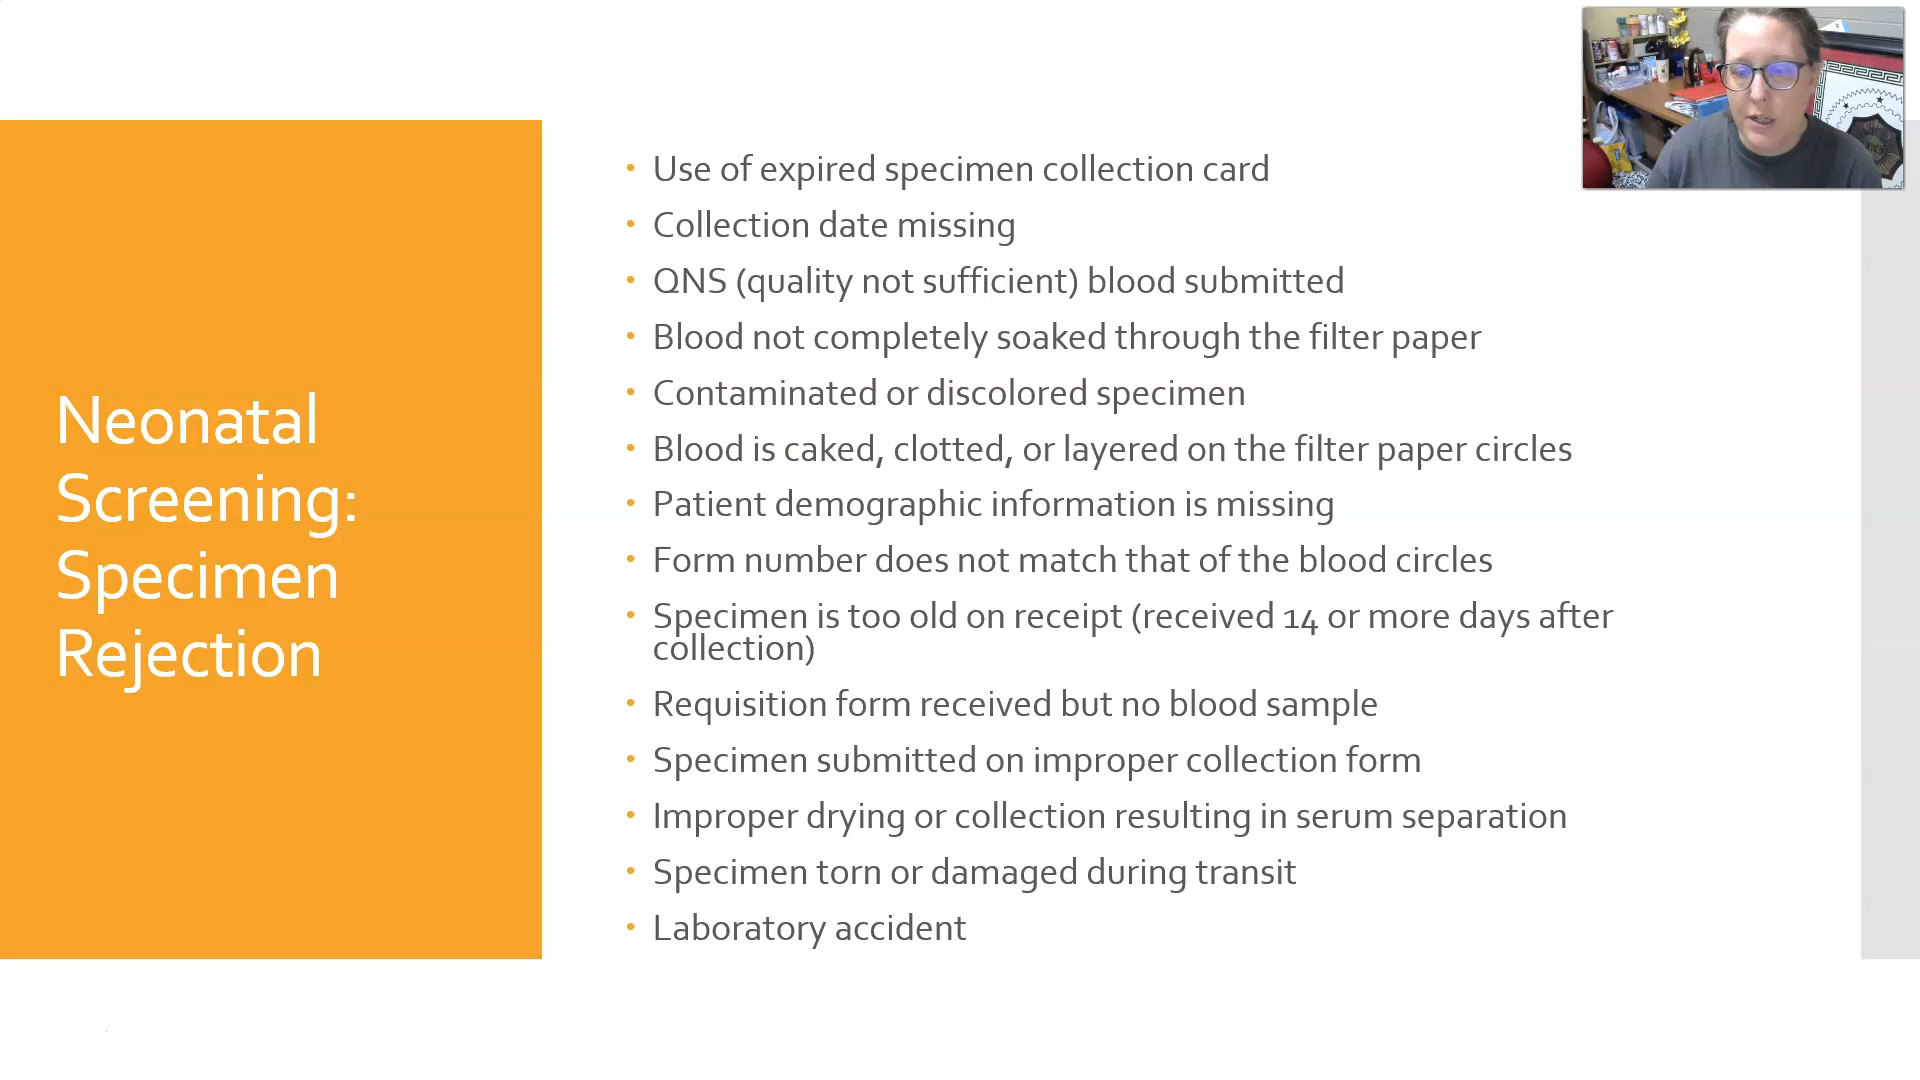 Neonatal
Screening:
Specimen
Rejection
• Use of expired specimen collection card
• Collection date missing
• QNS (quality not sufficient) blood submitted
• Blood not completely soaked through the filter paper
• Contaminated or discolored specimen
• Blood is caked, clotted, or layered on the filter paper circles
• Patient demographic information is missing
• Form number does not match that of the blood circles
• Specimen is too old on receipt (received 14 or more days after
collection)
• Requisition form received but no blood sample
• Specimen submitted on improper collection form
• Improper drying or collection resulting in serum separation
• Specimen torn or damaged during transit
• Laboratory accident